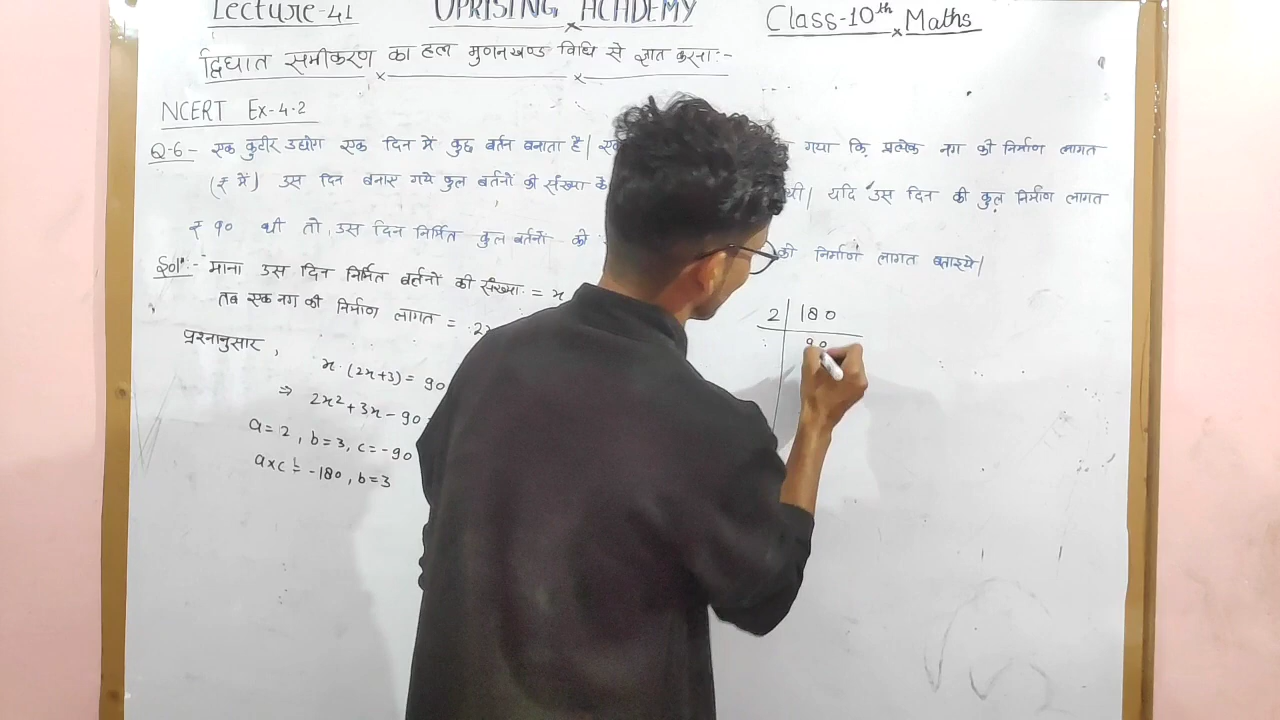 Lecture-41 UPRISING ACADEMY Class-10th Maths
द्विघात समीकरण का हल गुणनखण्ड विधि से ज्ञात करना:-
NCERT Ex-4.2
Q-6- एक कुटीर उद्योग एक दिन में कुछ बर्तन बनाता है| गया कि प्रत्येक नग की निर्माण लागत
(₹ में) उस दिन बनाए गये कुल बर्तनों की संख्या के थी| यदि उस दिन की कुल निर्माण लागत
₹ 90 थी तो, उस दिन निर्मित कुल बर्तनों की की निर्माण लागत बताइये|
Sol:- माना उस दिन निर्मित बर्तनों की संख्या = x
तब एक नग की निर्माण लागत = 2x
प्रश्नानुसार,
x.(2x+3) = 90
⇒ 2x²+3x-90
a=2, b=3, c=-90
axc = -180, b=3
2 180
90